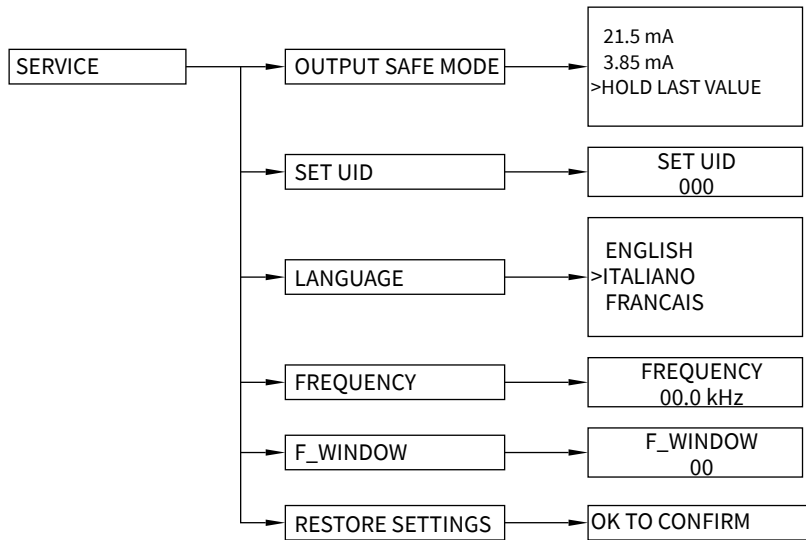 SERVICE
OUTPUT SAFE MODE
21.5 mA
3.85 mA
>HOLD LAST VALUE
SET UID
SET UID
000
LANGUAGE
ENGLISH
>ITALIANO
FRANCAIS
FREQUENCY
FREQUENCY
00.0 kHz
F_WINDOW
F_WINDOW
00
RESTORE SETTINGS
OK TO CONFIRM